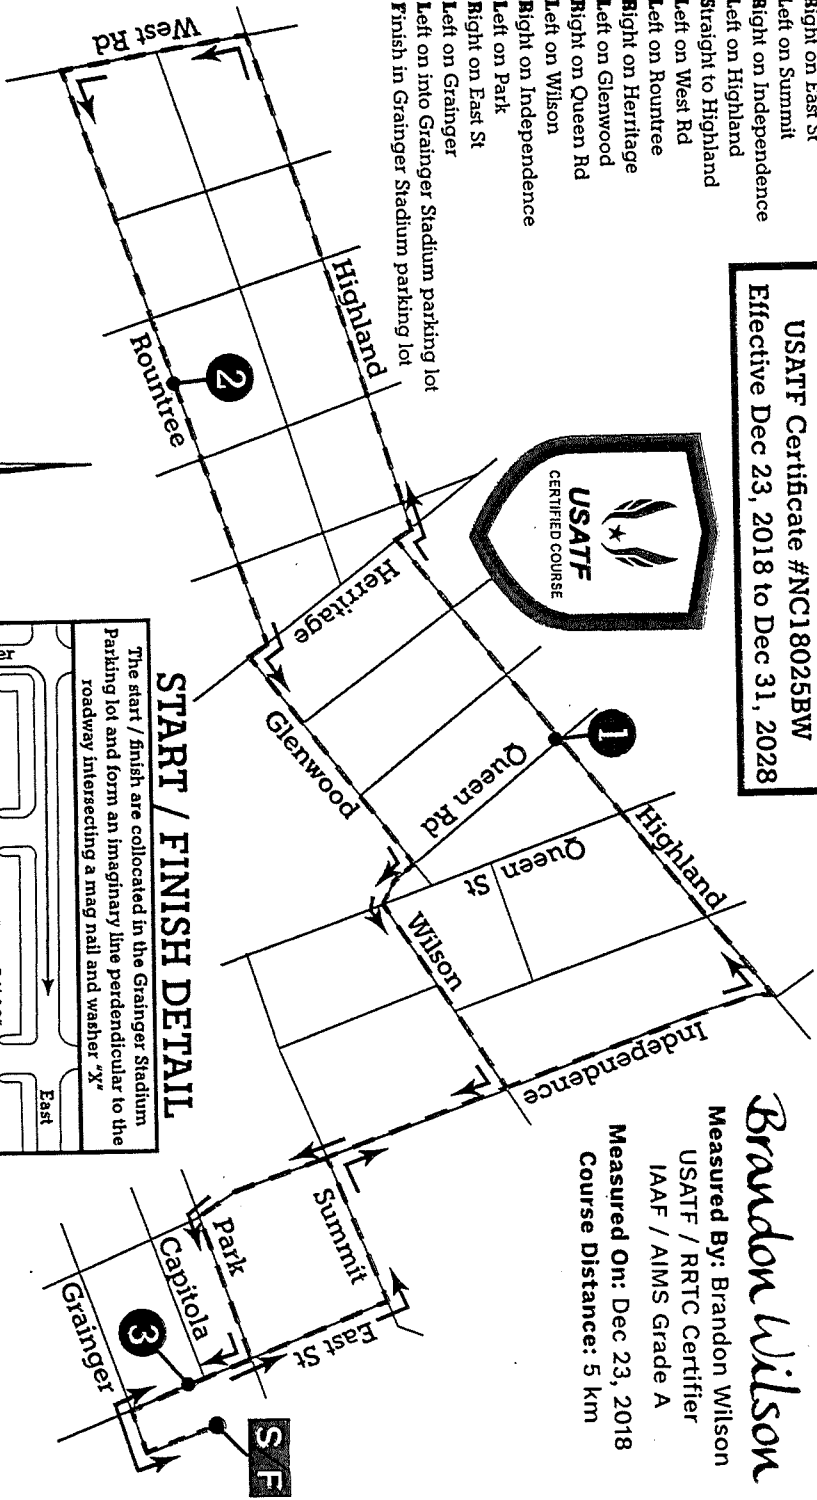 Right on East St
Left on Summit
Right on Independence
Left on Highland
Straight to Highland
Left on West Rd
Left on Rountree
Right on Herritage
Left on Glenwood
Right on Queen Rd
Left on Wilson
Right on Independence
Left on Park
Right on East St
Left on Grainger
Left on into Grainger Stadium parking lot
Finish in Grainger Stadium parking lot
USATF Certificate #NC18025BW
Effective Dec 23, 2018 to Dec 31, 2028
USATF
CERTIFIED COURSE
Brandon Wilson
Measured By: Brandon Wilson
USATF / RRTC Certifier
IAAF / AIMS Grade A
Measured On: Dec 23, 2018
Course Distance: 5 km
West Rd
Highland
Rountree
2
Herritage
Glenwood
1
Queen Rd
Queen St
Highland
Wilson
Independence
Summit
Park
Capitola
Grainger
East St
3
S F
START / FINISH DETAIL
The start / finish are collocated in the Grainger Stadium
Parking lot and form an imaginary line perdendicular to the
roadway intersecting a mag nail and washer "X"
East